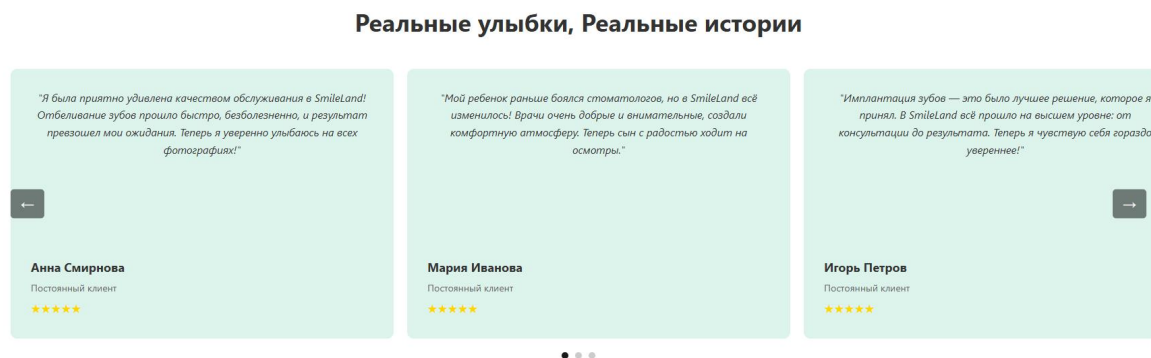 Реальные улыбки, Реальные истории
"Я была приятно удивлена качеством обслуживания в SmileLand!
Отбеливание зубов прошло быстро, безболезненно, и результат
превзошел мои ожидания. Теперь я уверенно улыбаюсь на всех
фотографиях!"
Анна Смирнова
Постоянный клиент
★★★★★
"Мой ребенок раньше боялся стоматологов, но в SmileLand всё
изменилось! Врачи очень добрые и внимательные, создали
комфортную атмосферу. Теперь сын с радостью ходит на
осмотры."
Мария Иванова
Постоянный клиент
★★★★★
"Имплантация зубов — это было лучшее решение, которое я
принял. В SmileLand всё прошло на высшем уровне: от
консультации до результата. Теперь я чувствую себя гораздо
увереннее!"
Игорь Петров
Постоянный клиент
★★★★★
← →